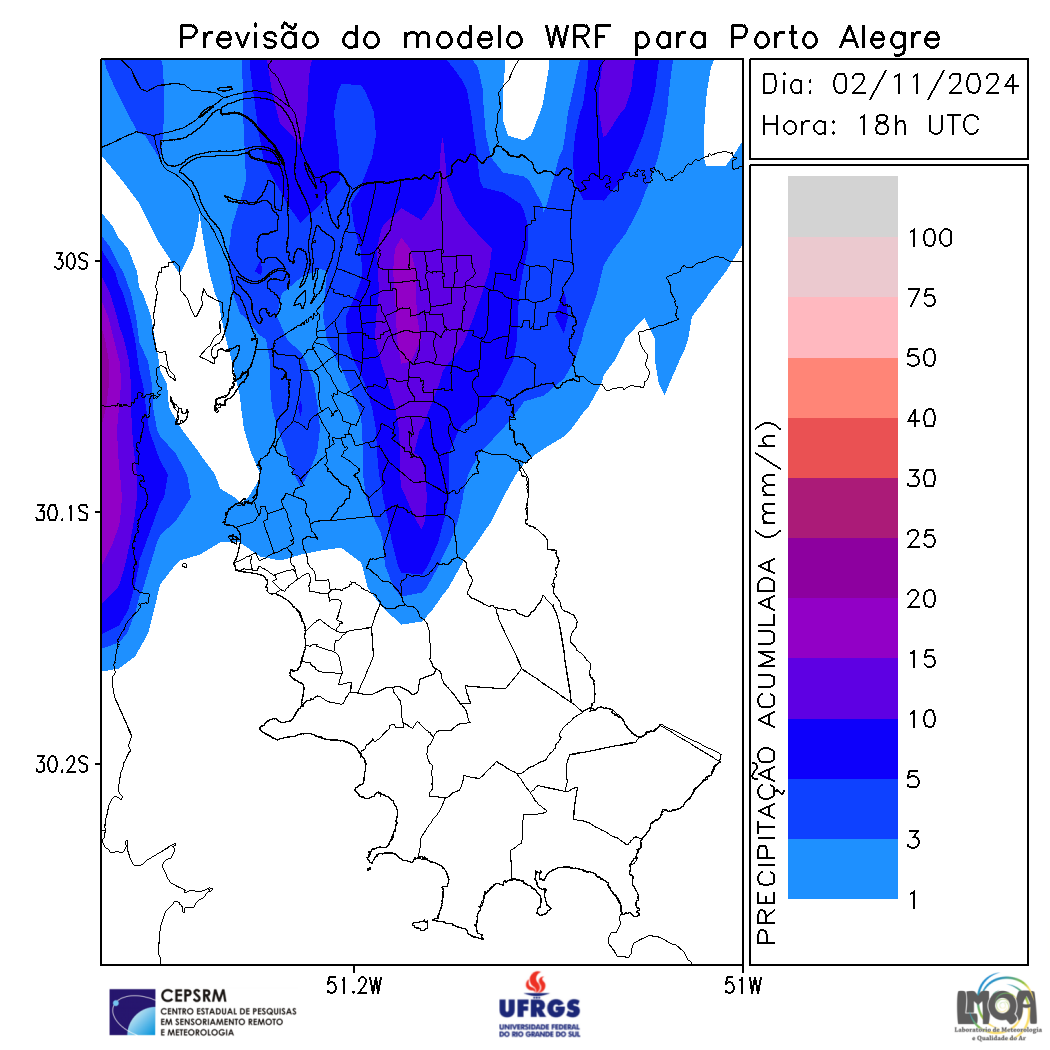 Previsão do modelo WRF para Porto Alegre
Dia: 02/11/2024
Hora: 18h UTC
30S
30.1S
30.2S
51.2W
51W
PRECIPITAÇÃO ACUMULADA (mm/h)
100
75
50
40
30
25
20
15
10
5
3
1
CEPSRM
CENTRO ESTADUAL DE PESQUISAS
EM SENSORIAMENTO REMOTO
E METEOROLOGIA
UFRGS
UNIVERSIDADE FEDERAL
DO RIO GRANDE DO SUL
LMQA
Laboratório de Meteorologia
e Qualidade do Ar